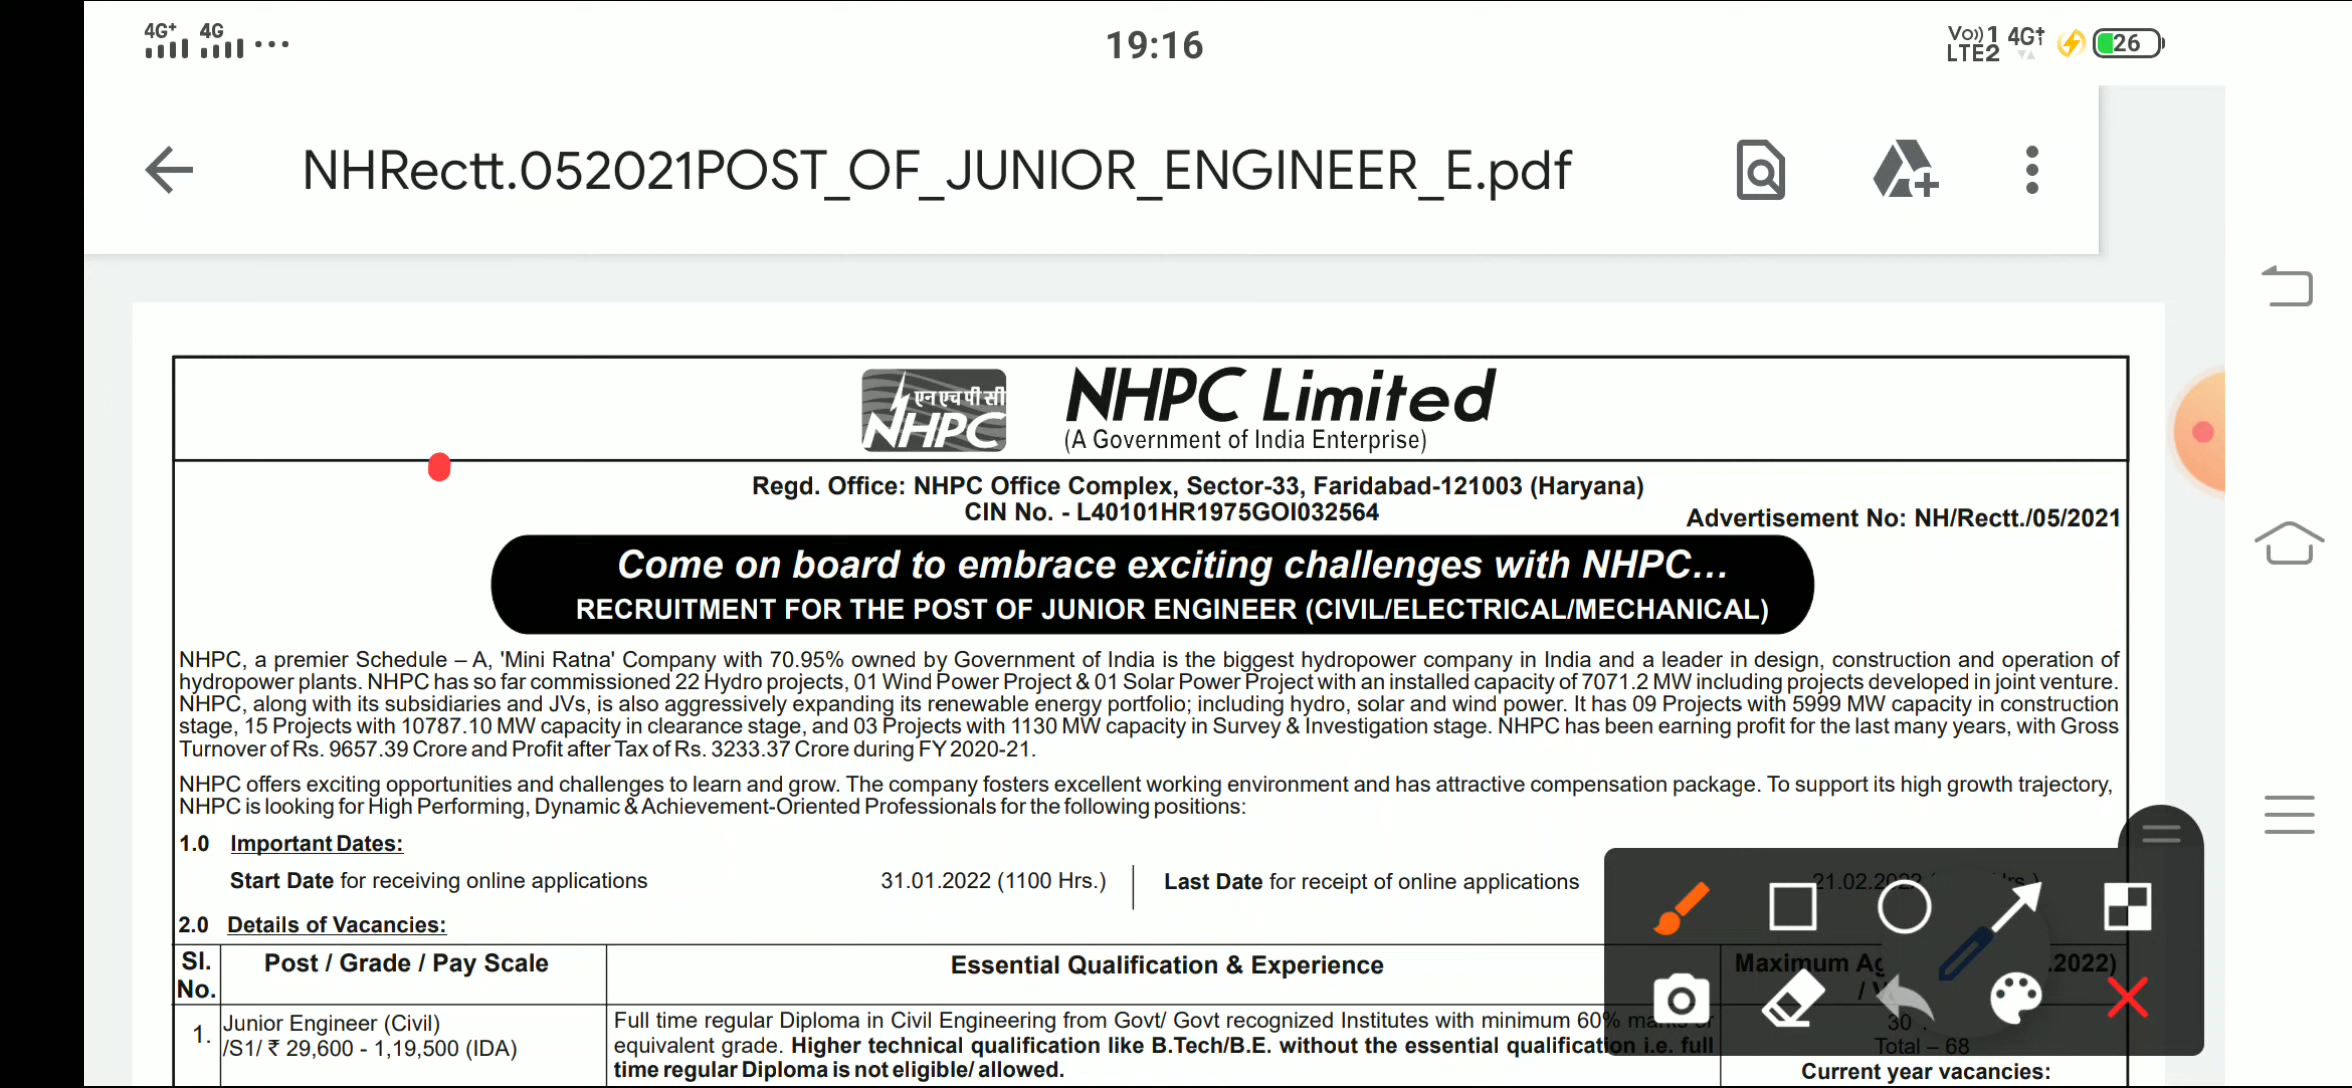 4G+ 4G
19:16
Vo)) 1 4G+
LTE2
26
NHRectt.052021POST_OF_JUNIOR_ENGINEER_E.pdf
एन एच पी सी
NHPC
NHPC Limited
(A Government of India Enterprise)
Regd. Office: NHPC Office Complex, Sector-33, Faridabad-121003 (Haryana)
CIN No. - L40101HR1975GOI032564
Advertisement No: NH/Rectt./05/2021
Come on board to embrace exciting challenges with NHPC...
RECRUITMENT FOR THE POST OF JUNIOR ENGINEER (CIVIL/ELECTRICAL/MECHANICAL)
NHPC, a premier Schedule – A, 'Mini Ratna' Company with 70.95% owned by Government of India is the biggest hydropower company in India and a leader in design, construction and operation of
hydropower plants. NHPC has so far commissioned 22 Hydro projects, 01 Wind Power Project & 01 Solar Power Project with an installed capacity of 7071.2 MW including projects developed in joint venture.
NHPC, along with its subsidiaries and JVs, is also aggressively expanding its renewable energy portfolio; including hydro, solar and wind power. It has 09 Projects with 5999 MW capacity in construction
stage, 15 Projects with 10787.10 MW capacity in clearance stage, and 03 Projects with 1130 MW capacity in Survey & Investigation stage. NHPC has been earning profit for the last many years, with Gross
Turnover of Rs. 9657.39 Crore and Profit after Tax of Rs. 3233.37 Crore during FY 2020-21.
NHPC offers exciting opportunities and challenges to learn and grow. The company fosters excellent working environment and has attractive compensation package. To support its high growth trajectory,
NHPC is looking for High Performing, Dynamic & Achievement-Oriented Professionals for the following positions:
1.0 Important Dates:
Start Date for receiving online applications 31.01.2022 (1100 Hrs.) Last Date for receipt of online applications
2.0 Details of Vacancies:
Sl. No. Post / Grade / Pay Scale Essential Qualification & Experience Maximum .2022)
1. Junior Engineer (Civil)
/S1/ ₹ 29,600 - 1,19,500 (IDA)
Full time regular Diploma in Civil Engineering from Govt/ Govt recognized Institutes with minimum 60%
equivalent grade. Higher technical qualification like B.Tech/B.E. without the essential qualification i.e. full
time regular Diploma is not eligible/ allowed.
30
Total – 68
Current year vacancies: